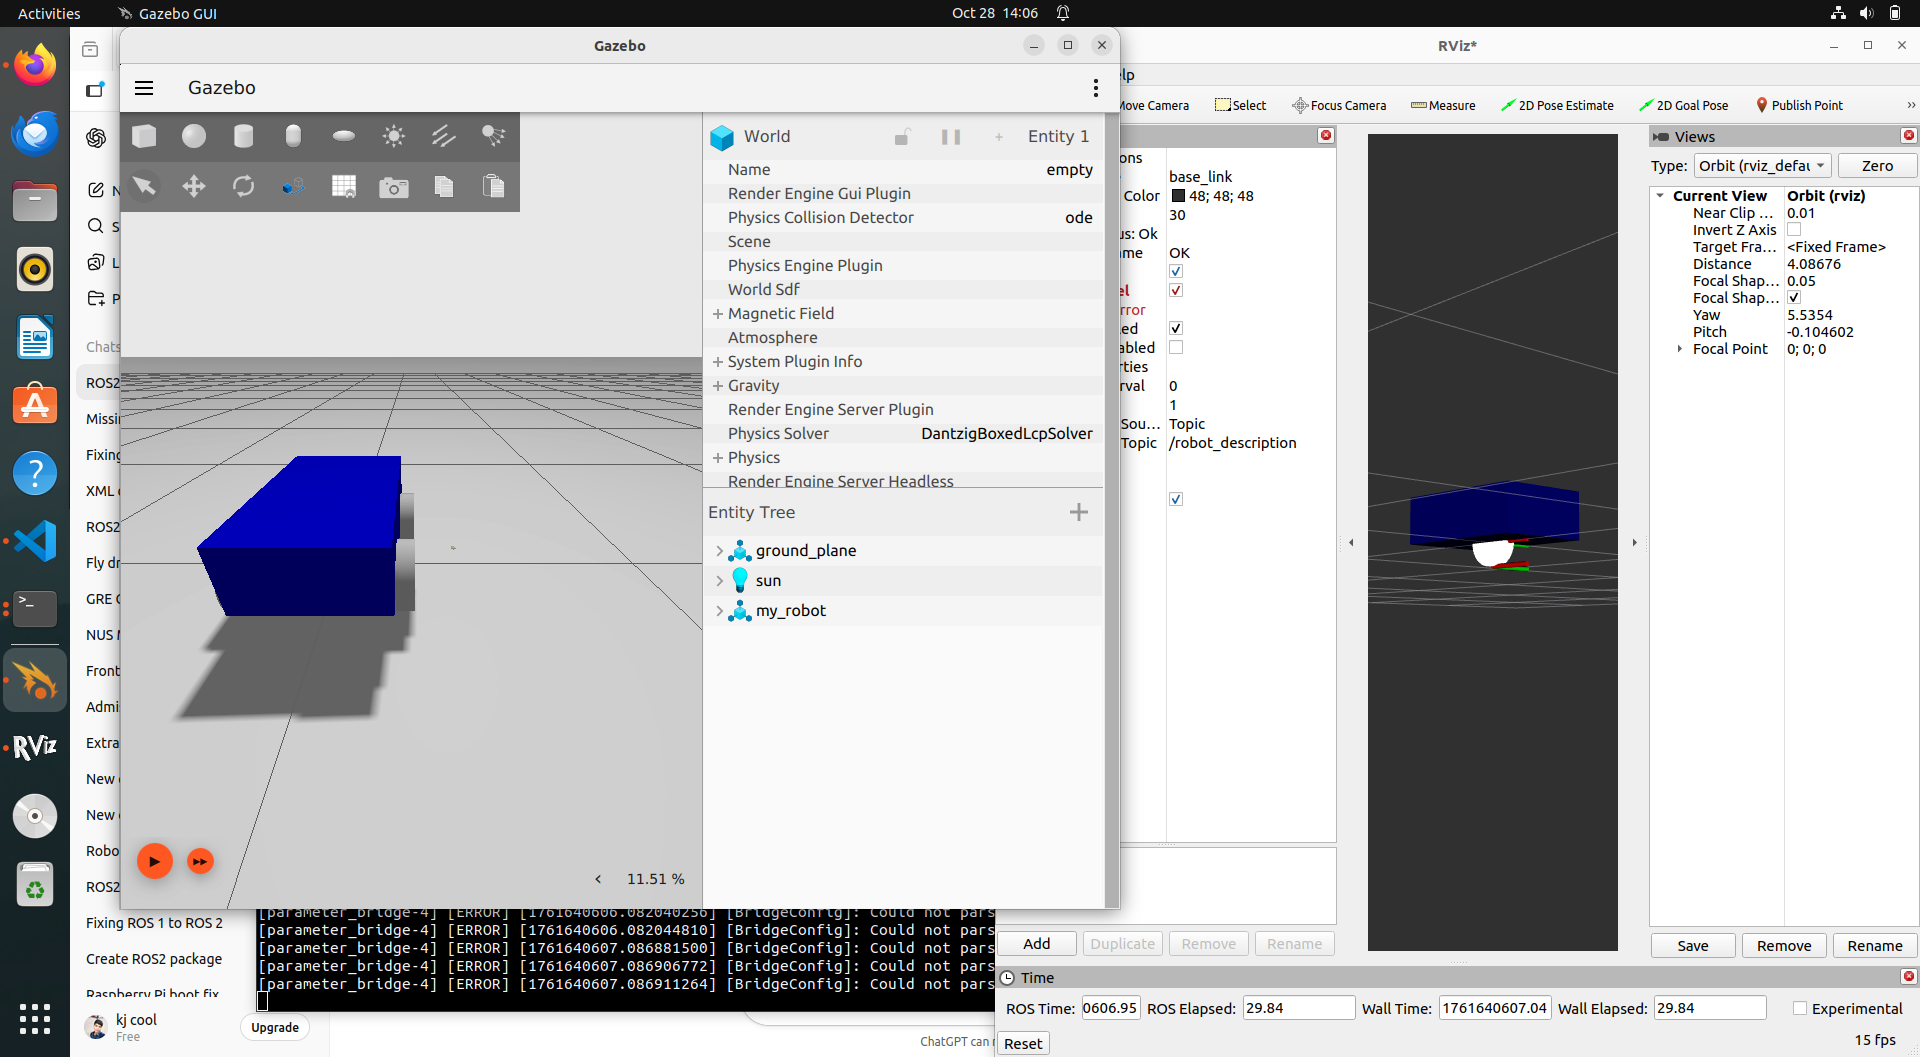 Activities
Gazebo GUI
Oct 28 14:06
Gazebo
RViz*
Gazebo
elp
Move Camera
Select
Focus Camera
Measure
2D Pose Estimate
2D Goal Pose
Publish Point
»
World
Entity 1
Name
empty
Render Engine Gui Plugin
Physics Collision Detector
ode
Scene
Physics Engine Plugin
World Sdf
Magnetic Field
Atmosphere
System Plugin Info
Gravity
Render Engine Server Plugin
Physics Solver
DantzigBoxedLcpSolver
Physics
Render Engine Server Headless
Entity Tree
ground_plane
sun
my_robot
11.51 %
ons
base_link
Color
48; 48; 48
30
us: Ok
me
OK
el
rror
ed
abled
erties
rval
0
1
/Sou…
Topic
Topic
/robot_description
Views
Type:
Orbit (rviz_defau
Zero
Current View
Orbit (rviz)
Near Clip …
0.01
Invert Z Axis
Target Fra…
<Fixed Frame>
Distance
4.08676
Focal Shap…
0.05
Focal Shap…
Yaw
5.5354
Pitch
-0.104602
Focal Point
0; 0; 0
Save
Remove
Rename
Add
Duplicate
Remove
Rename
Time
ROS Time:
0606.95
ROS Elapsed:
29.84
Wall Time:
1761640607.04
Wall Elapsed:
29.84
Experimental
Reset
15 fps
N
S
L
P
Chats
ROS2
Missi
Fixing
XML
ROS2
Fly dr
GRE
NUS M
Front
Admi
Extra
New
New
Robo
ROS2
Fixing ROS 1 to ROS 2
Create ROS2 package
Raspberry Pi boot fix
kj cool
Free
Upgrade
RViz
[parameter_bridge-4] [ERROR] [1761640606.082040256] [BridgeConfig]: Could not pars
[parameter_bridge-4] [ERROR] [1761640606.082044810] [BridgeConfig]: Could not pars
[parameter_bridge-4] [ERROR] [1761640607.086881500] [BridgeConfig]: Could not pars
[parameter_bridge-4] [ERROR] [1761640607.086906772] [BridgeConfig]: Could not pars
[parameter_bridge-4] [ERROR] [1761640607.086911264] [BridgeConfig]: Could not pars
ChatGPT can